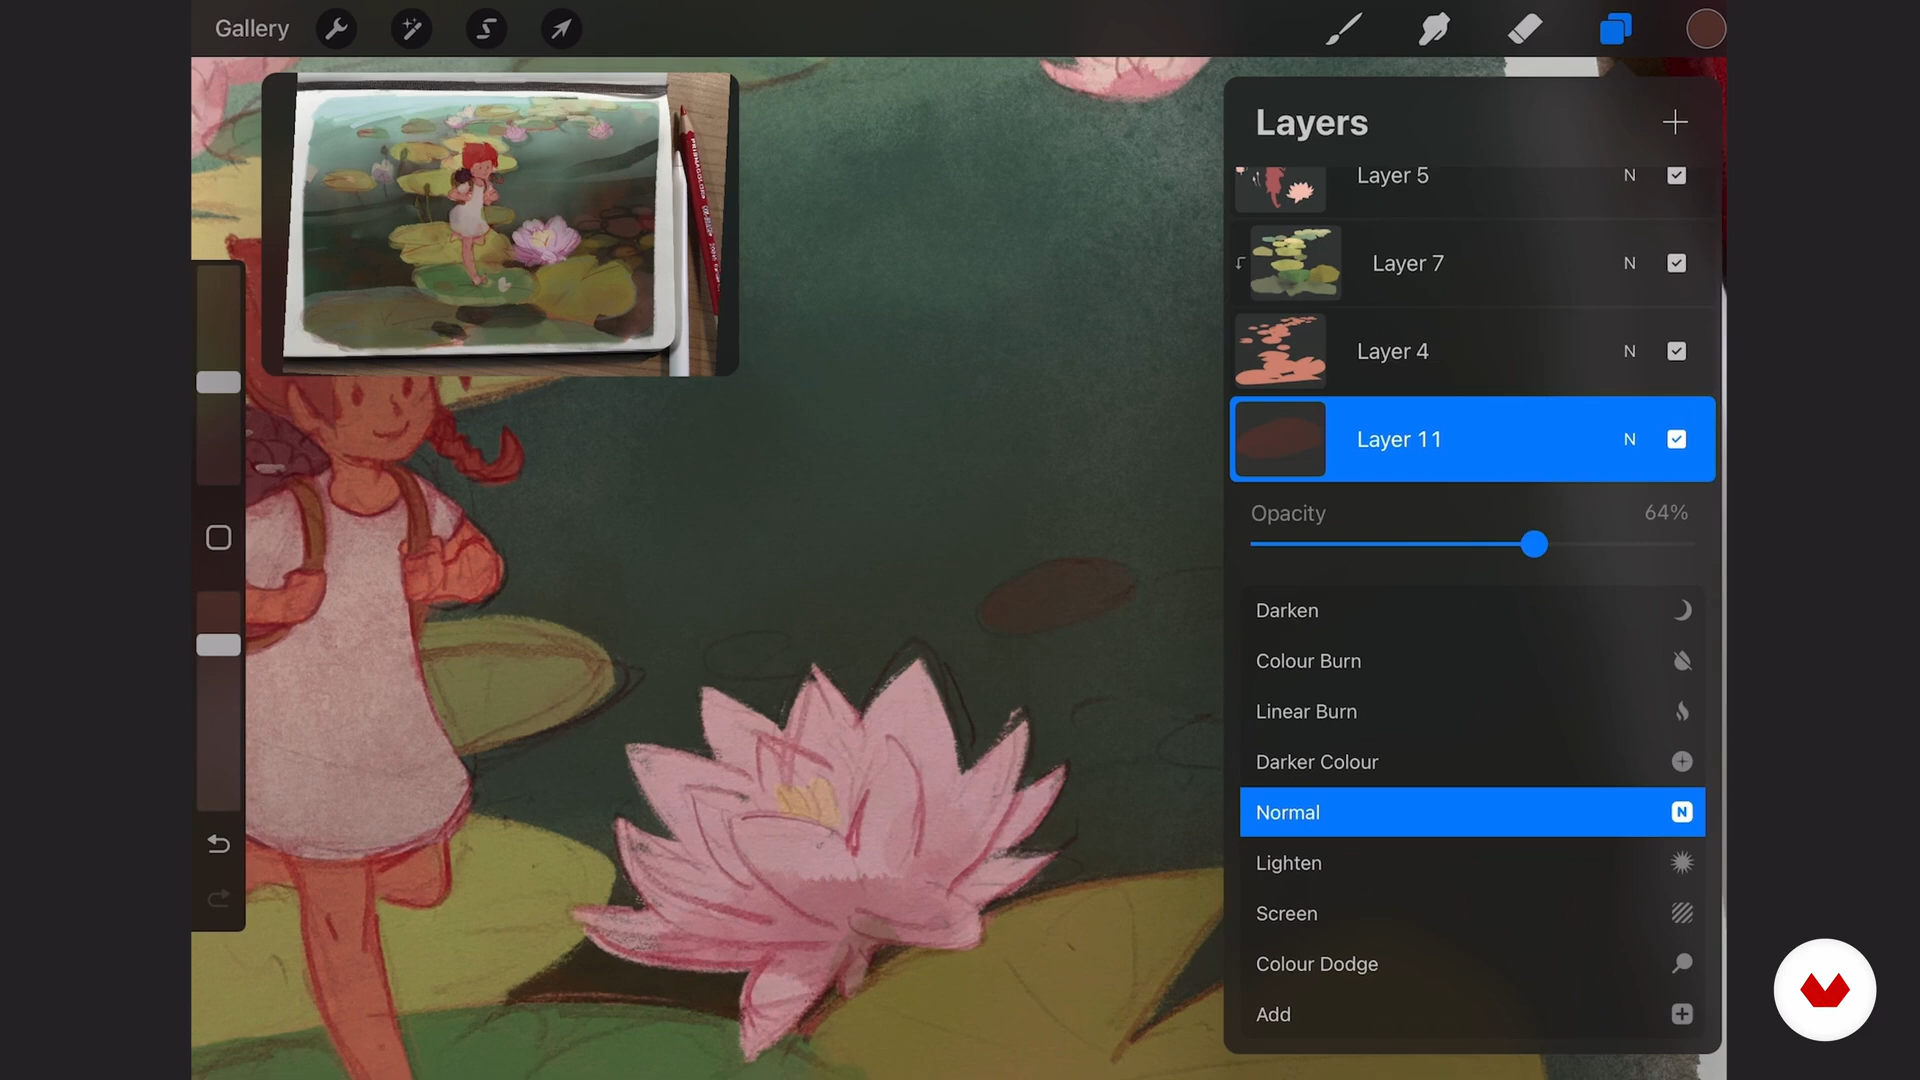 Gallery
Layers
Layer 5 N
Layer 7 N
Layer 4 N
Layer 11 N
Opacity 64%
Darken
Colour Burn
Linear Burn
Darker Colour
Normal N
Lighten
Screen
Colour Dodge
Add
PRISMACOLOR